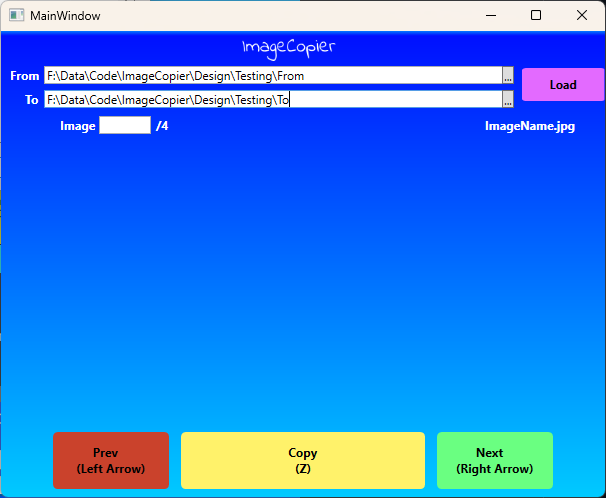 MainWindow
ImageCopier
From F:\Data\Code\ImageCopier\Design\Testing\From ...
Load
To F:\Data\Code\ImageCopier\Design\Testing\To ...
Image /4 ImageName.jpg
Prev
(Left Arrow)
Copy
(Z)
Next
(Right Arrow)